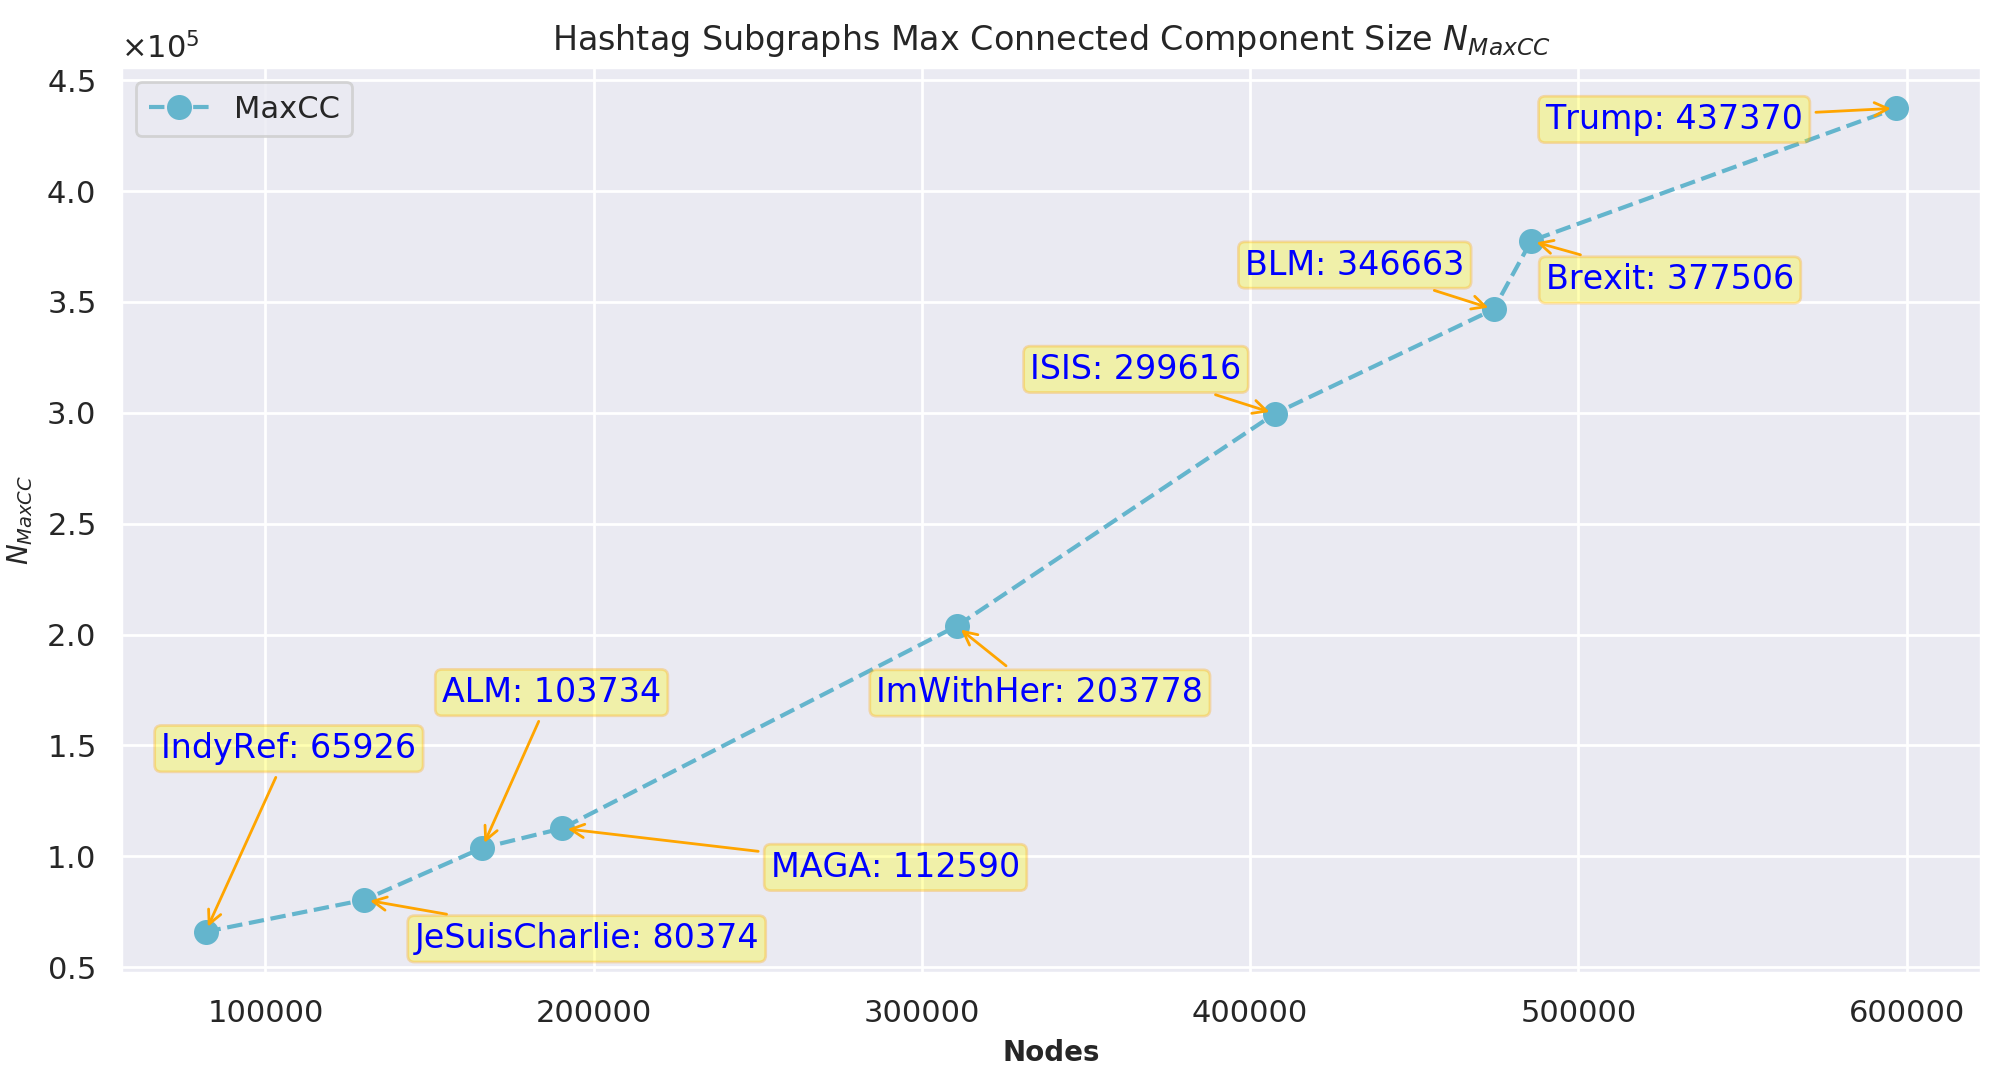 Hashtag Subgraphs Max Connected Component Size N_MaxCC
×10^5
MaxCC
4.5
4.0
3.5
3.0
2.5
2.0
1.5
1.0
0.5
N_MaxCC
Trump: 437370
BLM: 346663
Brexit: 377506
ISIS: 299616
ALM: 103734
ImWithHer: 203778
IndyRef: 65926
MAGA: 112590
JeSuisCharlie: 80374
100000 200000 300000 400000 500000 600000
Nodes